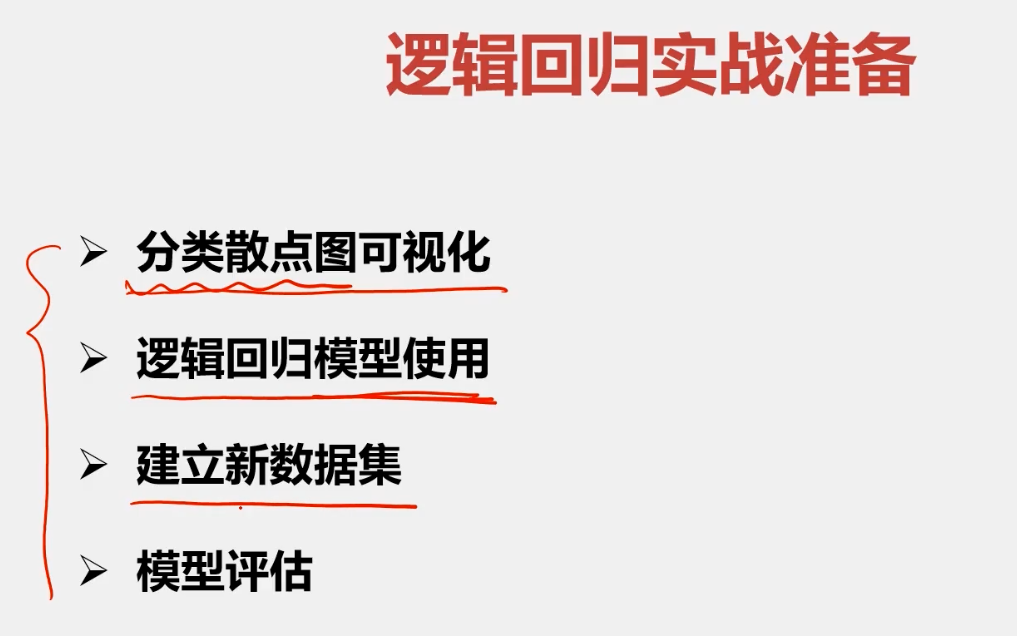 逻辑回归实战准备
分类散点图可视化
逻辑回归模型使用
建立新数据集
模型评估